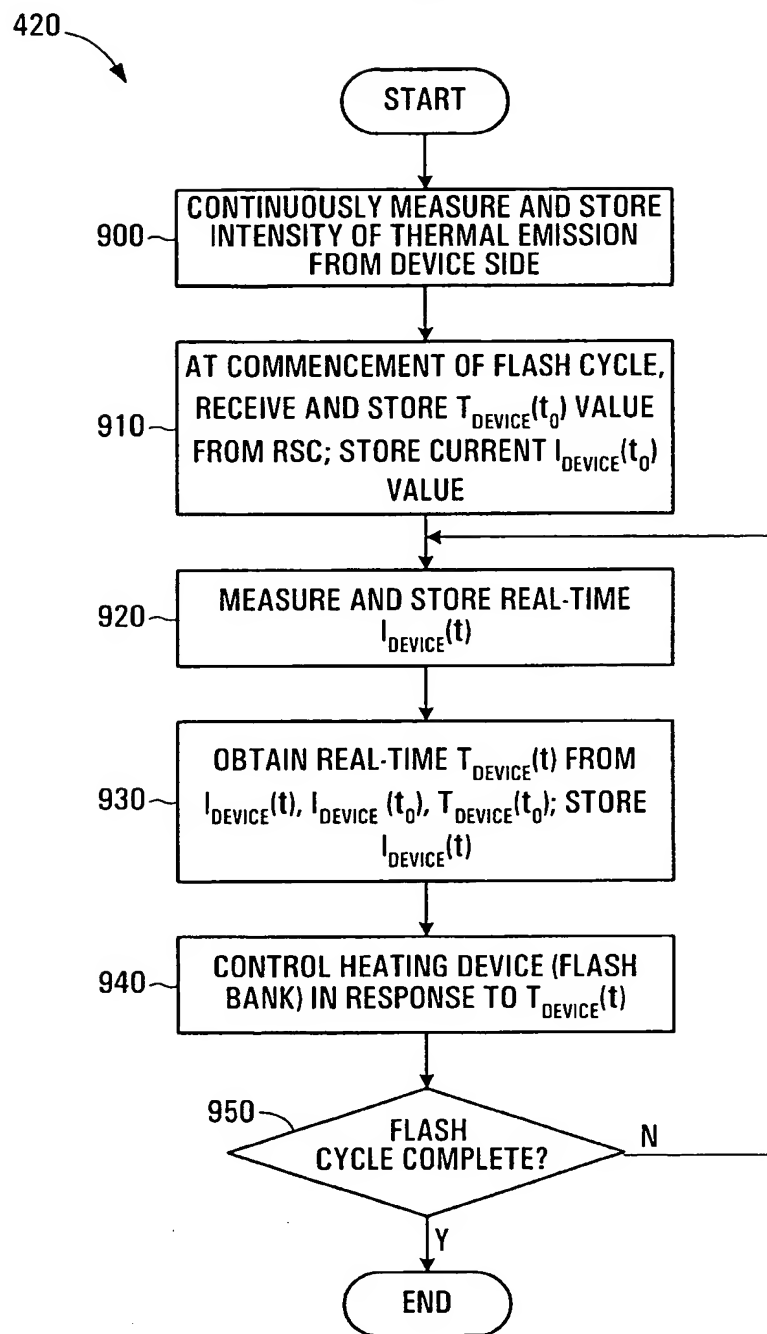 420
START
900
CONTINUOUSLY MEASURE AND STORE
INTENSITY OF THERMAL EMISSION
FROM DEVICE SIDE
910
AT COMMENCEMENT OF FLASH CYCLE,
RECEIVE AND STORE T_DEVICE(t_0) VALUE
FROM RSC; STORE CURRENT I_DEVICE(t_0)
VALUE
920
MEASURE AND STORE REAL-TIME
I_DEVICE(t)
930
OBTAIN REAL-TIME T_DEVICE(t) FROM
I_DEVICE(t), I_DEVICE (t_0), T_DEVICE(t_0); STORE
I_DEVICE(t)
940
CONTROL HEATING DEVICE (FLASH
BANK) IN RESPONSE TO T_DEVICE(t)
950
FLASH
CYCLE COMPLETE?
N
Y
END